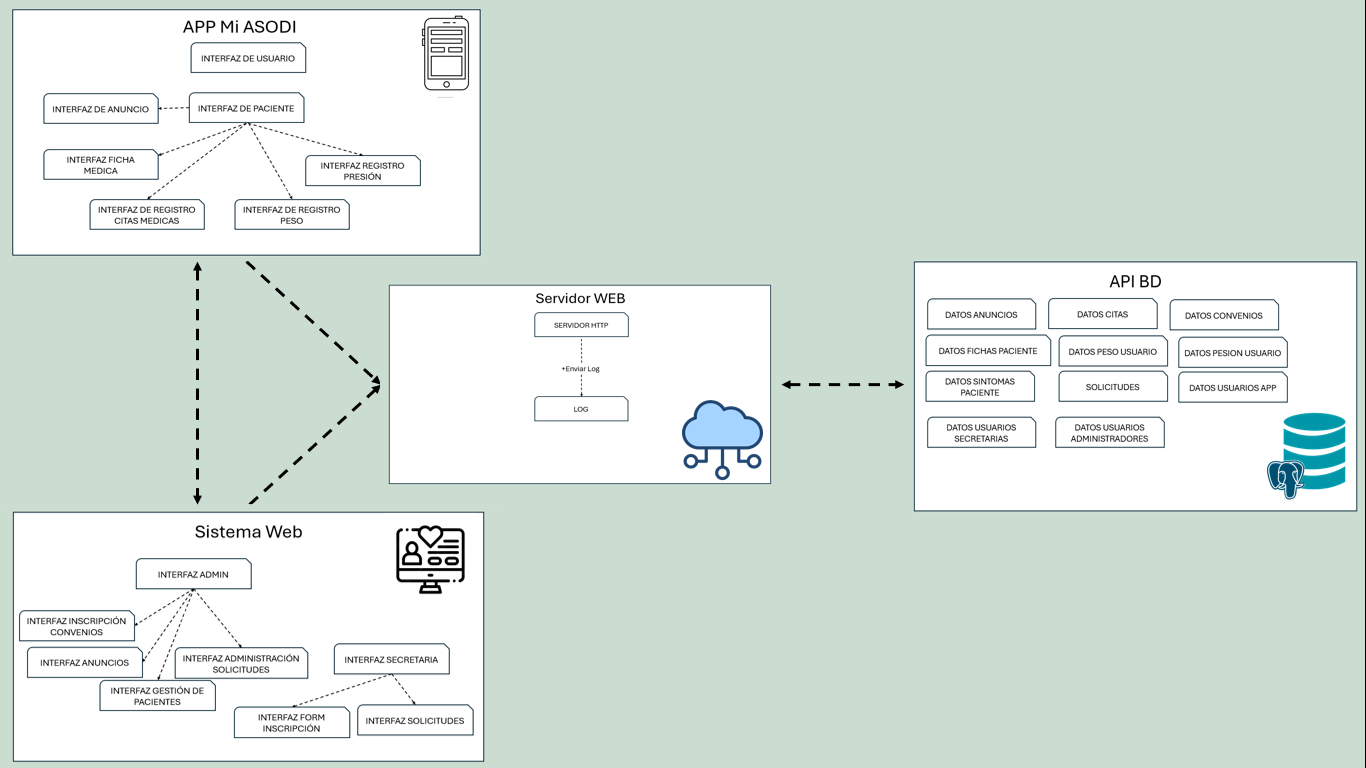 APP Mi ASODI
INTERFAZ DE USUARIO
INTERFAZ DE ANUNCIO
INTERFAZ DE PACIENTE
INTERFAZ FICHA
MEDICA
INTERFAZ REGISTRO
PRESIÓN
INTERFAZ DE REGISTRO
CITAS MEDICAS
INTERFAZ DE REGISTRO
PESO
Servidor WEB
SERVIDOR HTTP
+Enviar Log
LOG
API BD
DATOS ANUNCIOS
DATOS CITAS
DATOS CONVENIOS
DATOS FICHAS PACIENTE
DATOS PESO USUARIO
DATOS PESION USUARIO
DATOS SINTOMAS
PACIENTE
SOLICITUDES
DATOS USUARIOS APP
DATOS USUARIOS
SECRETARIAS
DATOS USUARIOS
ADMINISTRADORES
Sistema Web
INTERFAZ ADMIN
INTERFAZ INSCRIPCIÓN
CONVENIOS
INTERFAZ ANUNCIOS
INTERFAZ ADMINISTRACIÓN
SOLICITUDES
INTERFAZ GESTIÓN DE
PACIENTES
INTERFAZ SECRETARIA
INTERFAZ FORM
INSCRIPCIÓN
INTERFAZ SOLICITUDES